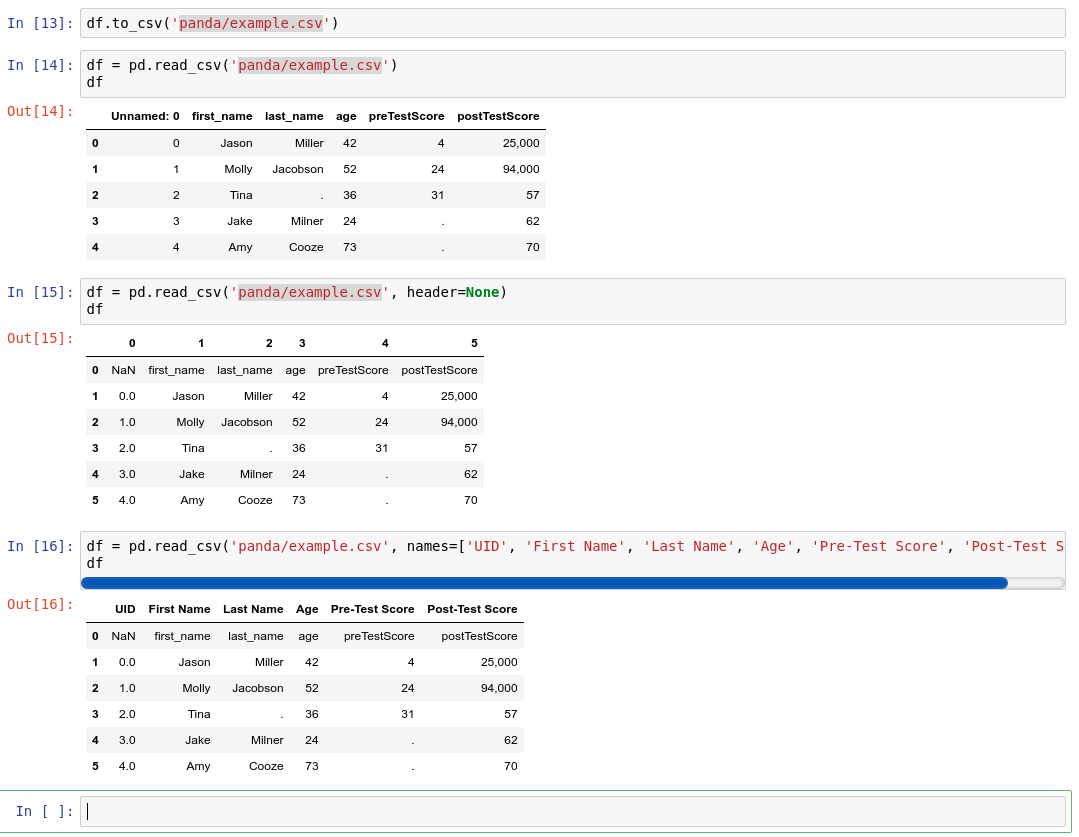 In [13]: df.to_csv('panda/example.csv')
In [14]: df = pd.read_csv('panda/example.csv')
df
Out[14]:
Unnamed: 0 first_name last_name age preTestScore postTestScore
0 0 Jason Miller 42 4 25,000
1 1 Molly Jacobson 52 24 94,000
2 2 Tina . 36 31 57
3 3 Jake Milner 24 . 62
4 4 Amy Cooze 73 . 70
In [15]: df = pd.read_csv('panda/example.csv', header=None)
df
Out[15]:
0 1 2 3 4 5
0 NaN first_name last_name age preTestScore postTestScore
1 0.0 Jason Miller 42 4 25,000
2 1.0 Molly Jacobson 52 24 94,000
3 2.0 Tina . 36 31 57
4 3.0 Jake Milner 24 . 62
5 4.0 Amy Cooze 73 . 70
In [16]: df = pd.read_csv('panda/example.csv', names=['UID', 'First Name', 'Last Name', 'Age', 'Pre-Test Score', 'Post-Test S
df
Out[16]:
UID First Name Last Name Age Pre-Test Score Post-Test Score
0 NaN first_name last_name age preTestScore postTestScore
1 0.0 Jason Miller 42 4 25,000
2 1.0 Molly Jacobson 52 24 94,000
3 2.0 Tina . 36 31 57
4 3.0 Jake Milner 24 . 62
5 4.0 Amy Cooze 73 . 70
In [ ]: